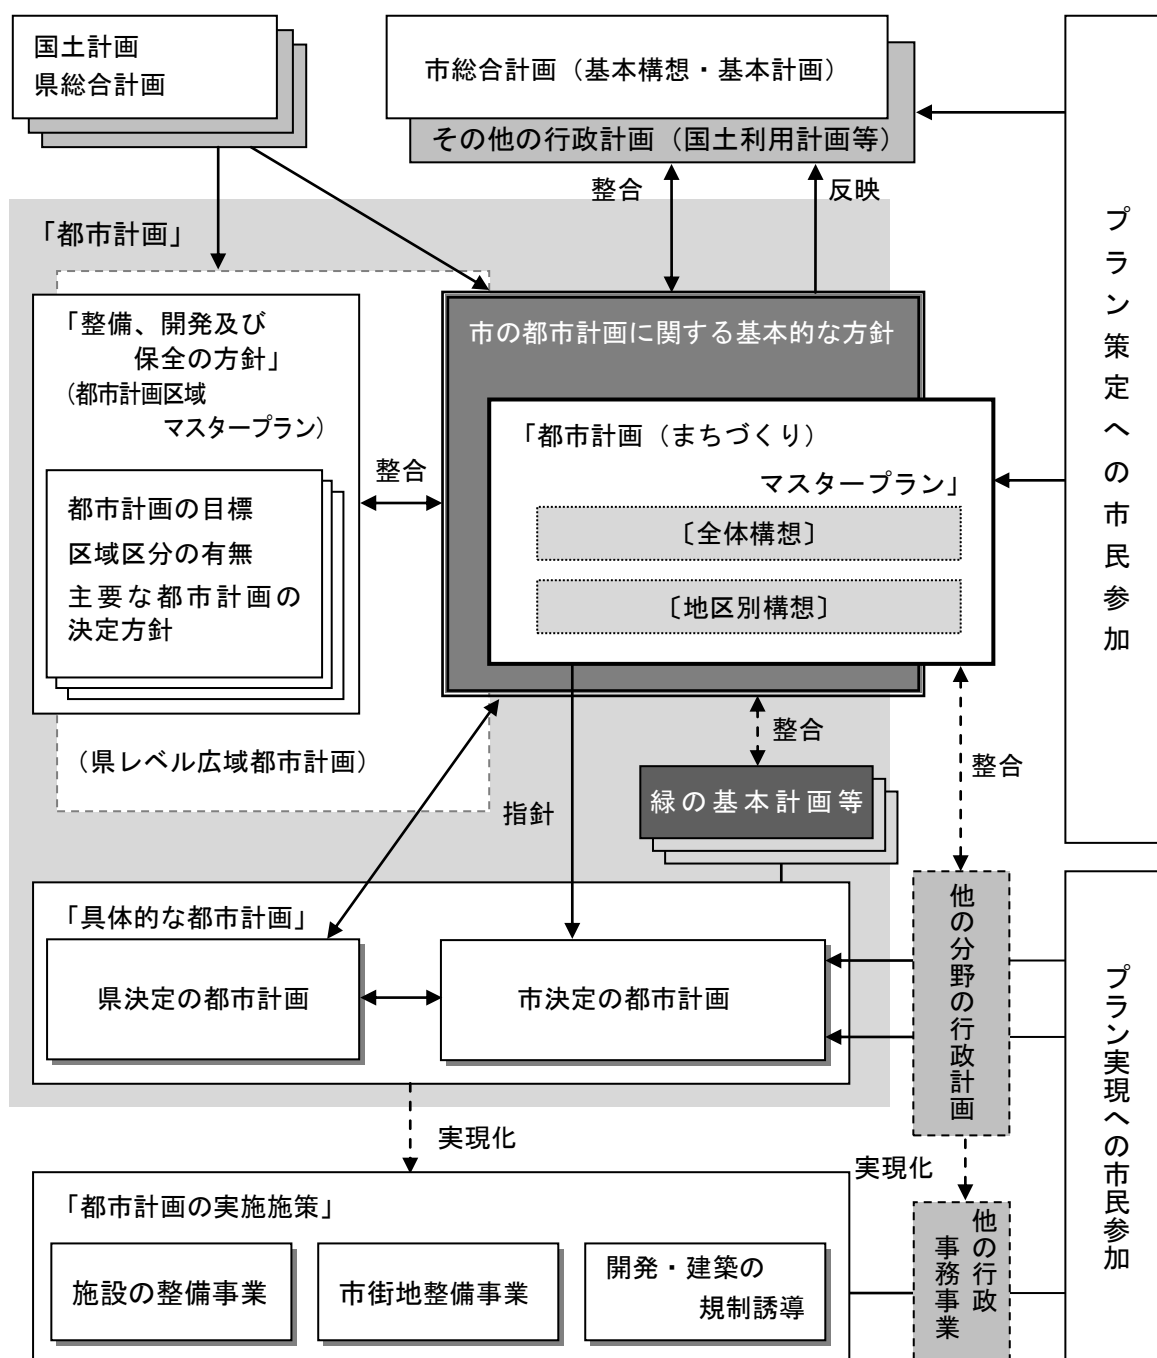 国土計画
県総合計画
市総合計画（基本構想・基本計画）
その他の行政計画（国土利用計画等）
整合
反映
「都市計画」
「整備、開発及び
保全の方針」
（都市計画区域
マスタープラン）
都市計画の目標
区域区分の有無
主要な都市計画の
決定方針
（県レベル広域都市計画）
整合
市の都市計画に関する基本的な方針
「都市計画（まちづくり）
マスタープラン」
〔全体構想〕
〔地区別構想〕
プラン策定への市民参加
整合
整合
緑の基本計画等
指針
「具体的な都市計画」
県決定の都市計画
市決定の都市計画
他の分野の行政計画
プラン実現への市民参加
実現化
実現化
「都市計画の実施施策」
施設の整備事業
市街地整備事業
開発・建築の
規制誘導
他の行政
事務事業